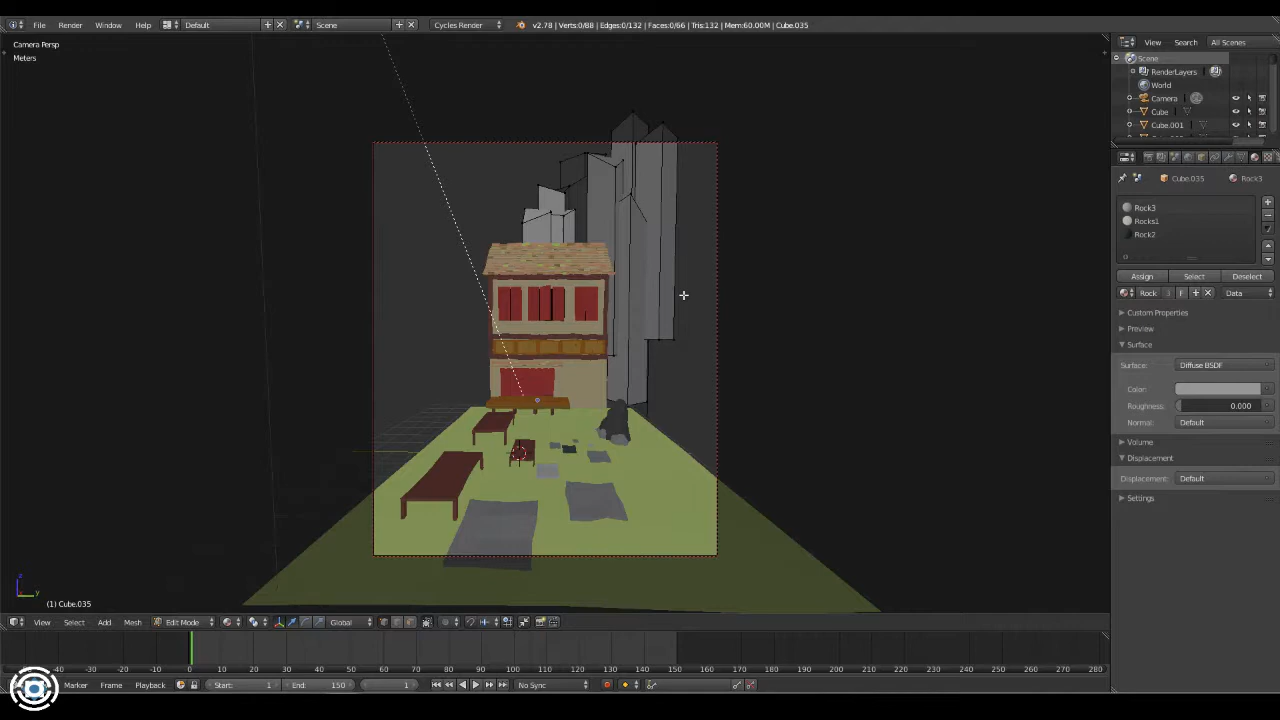 File Render Window Help Default Scene Cycles Render v2.78 | Verts:0/88 | Edges:0/132 | Faces:0/66 | Tris:132 | Mem:60.00M | Cube.035
Camera Persp
Meters
View Search All Scenes
Scene
RenderLayers
World
Camera
Cube
Cube.001
Cube.035 Rock3
Rock3
Rocks1
Rock2
Assign Select Deselect
Rock 3 F Data
Custom Properties
Preview
Surface
Surface: Diffuse BSDF
Color:
Roughness: 0.000
Normal: Default
Volume
Displacement
Displacement: Default
Settings
z
y
(1) Cube.035
View Select Add Mesh Edit Mode Global
-40 -30 -20 -10 0 10 20 30 40 50 60 70 80 90 100 110 120 130 140 150 160 170 180 190 200 210 220 230 240 250 260 270 280
Marker Frame Playback Start: 1 End: 150 1 No Sync